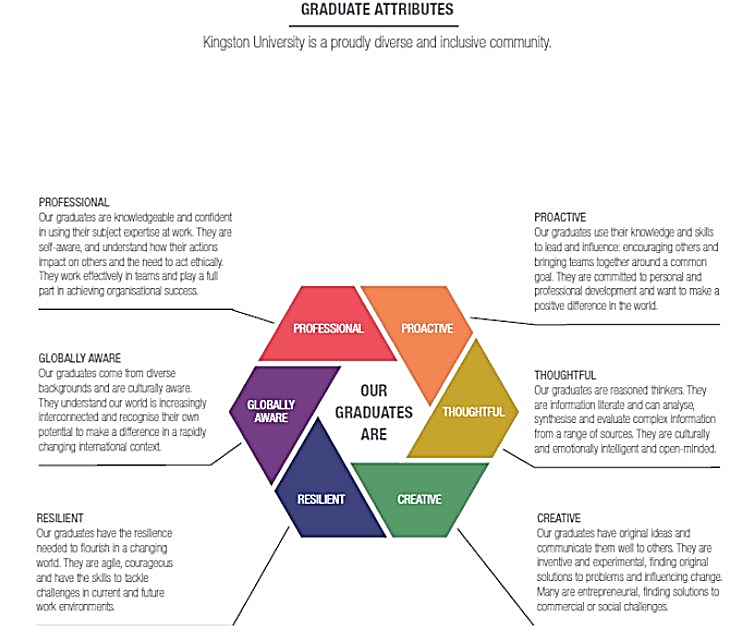 GRADUATE ATTRIBUTES
Kingston University is a proudly diverse and inclusive community.
PROFESSIONAL
Our graduates are knowledgeable and confident
in using their subject expertise at work. They are
self-aware, and understand how their actions
impact on others and the need to act ethically.
They work effectively in teams and play a full
part in achieving organisational success.
PROACTIVE
Our graduates use their knowledge and skills
to lead and influence: encouraging others and
bringing teams together around a common
goal. They are committed to personal and
professional development and want to make a
positive difference in the world.
GLOBALLY AWARE
Our graduates come from diverse
backgrounds and are culturally aware.
They understand our world is increasingly
interconnected and recognise their own
potential to make a difference in a rapidly
changing international context.
THOUGHTFUL
Our graduates are reasoned thinkers. They
are information literate and can analyse,
synthesise and evaluate complex information
from a range of sources. They are culturally
and emotionally intelligent and open-minded.
RESILIENT
Our graduates have the resilience
needed to flourish in a changing
world. They are agile, courageous
and have the skills to tackle
challenges in current and future
work environments.
CREATIVE
Our graduates have original ideas and
communicate them well to others. They are
inventive and experimental, finding original
solutions to problems and influencing change.
Many are entrepreneurial, finding solutions to
commercial or social challenges.
PROFESSIONAL
PROACTIVE
GLOBALLY
AWARE
OUR
GRADUATES
ARE
THOUGHTFUL
RESILIENT
CREATIVE